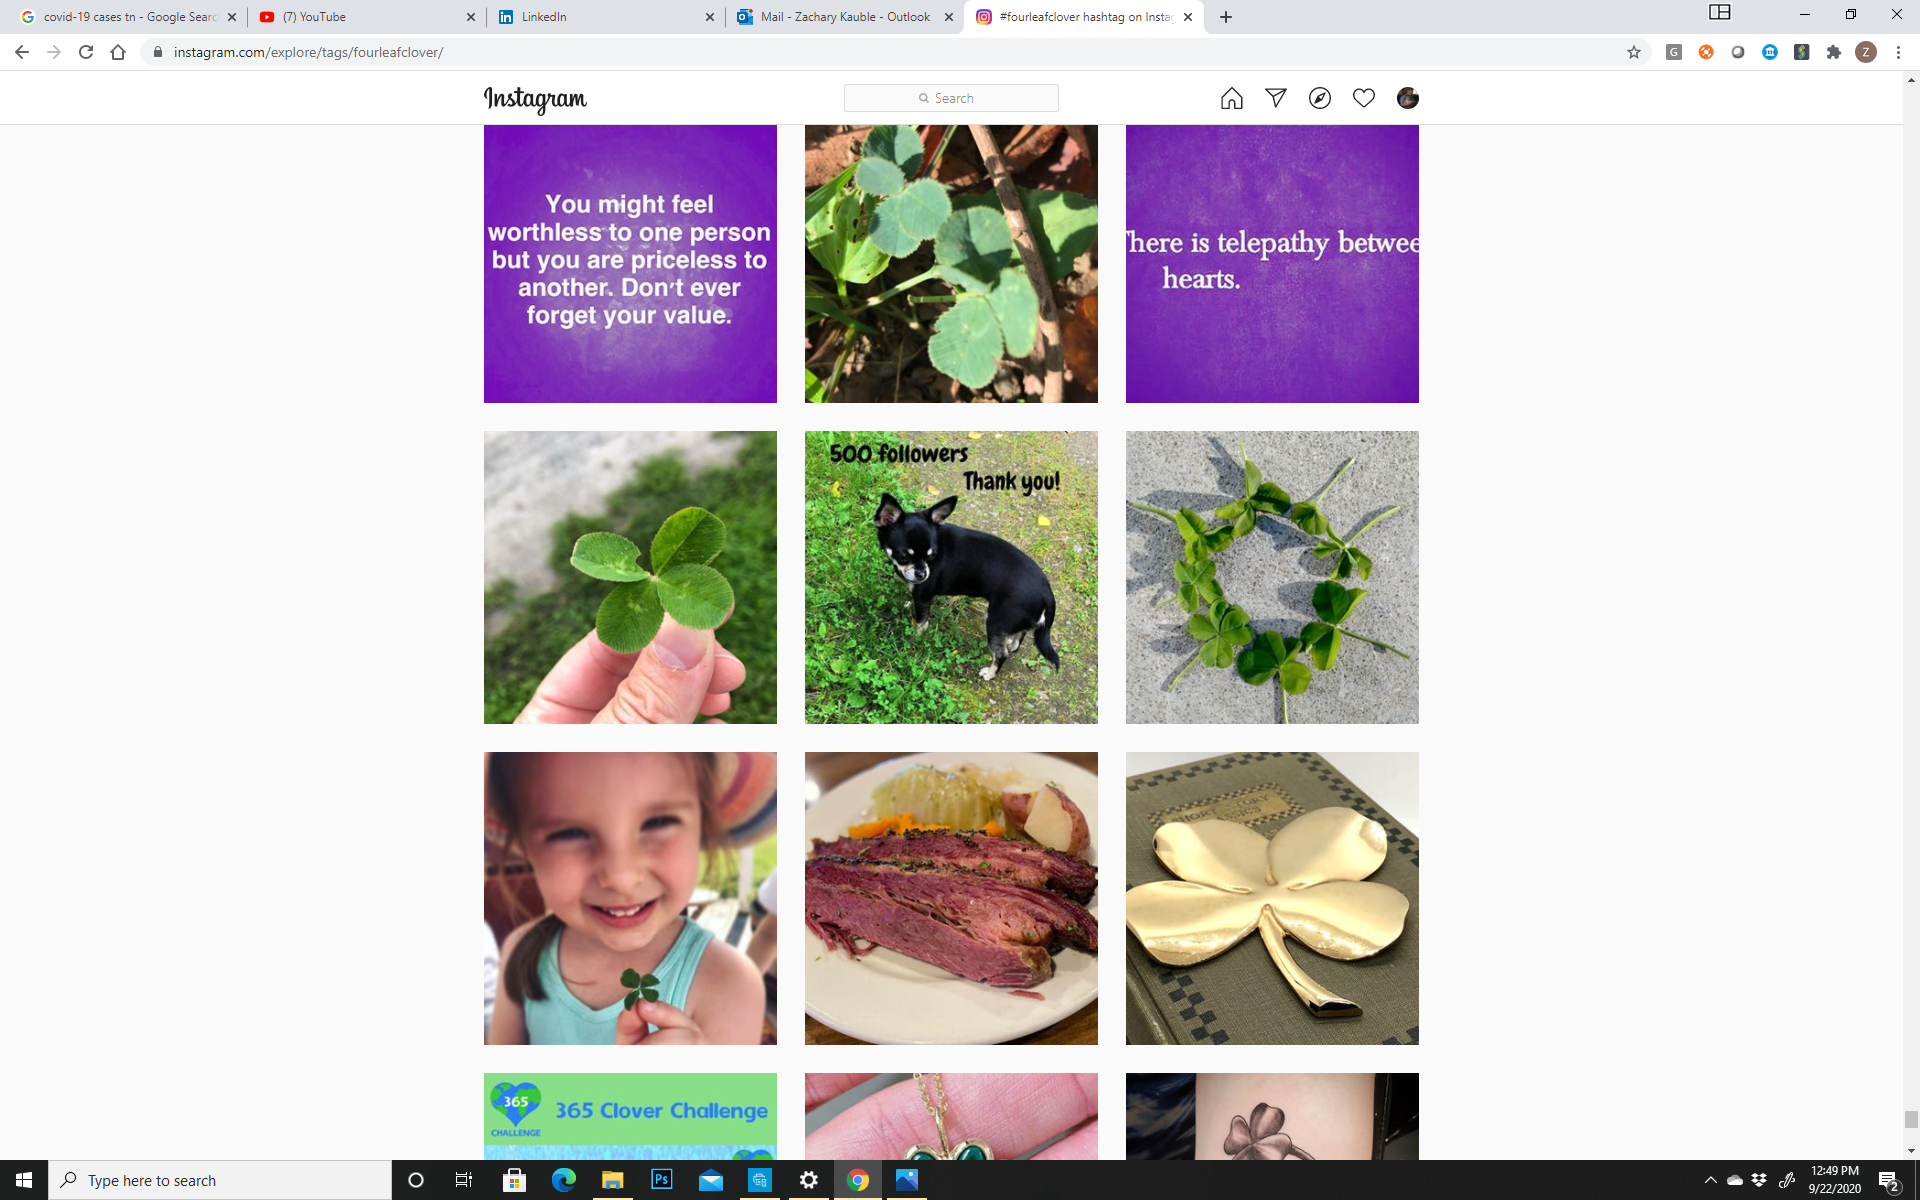 covid-19 cases tn - Google Searc
(7) YouTube
LinkedIn
Mail - Zachary Kauble - Outlook
#fourleafclover hashtag on Insta
instagram.com/explore/tags/fourleafclover/
G
Z
Instagram
Search
You might feel
worthless to one person
but you are priceless to
another. Don't ever
forget your value.
There is telepathy betwee
hearts.
500 followers
Thank you!
365
CHALLENGE
365 Clover Challenge
Type here to search
Ps
12:49 PM
9/22/2020
2